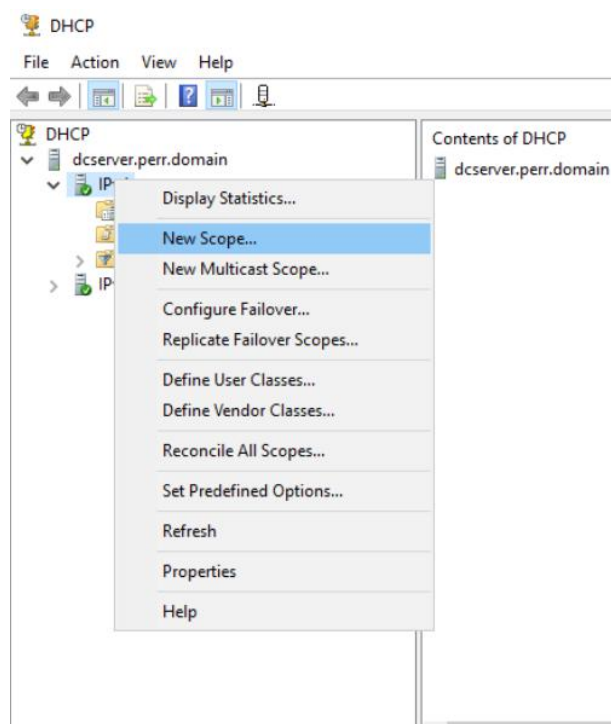 DHCP
File Action View Help
DHCP
dcserver.perr.domain
IP
IP
Display Statistics...
New Scope...
New Multicast Scope...
Configure Failover...
Replicate Failover Scopes...
Define User Classes...
Define Vendor Classes...
Reconcile All Scopes...
Set Predefined Options...
Refresh
Properties
Help
Contents of DHCP
dcserver.perr.domain